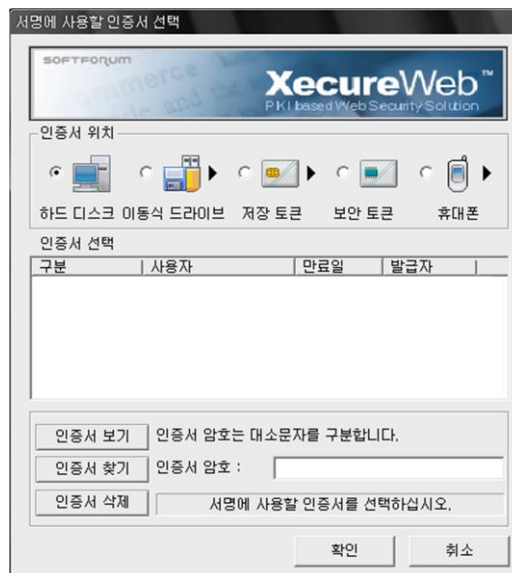 서명에 사용할 인증서 선택
SOFTFORUM
XecureWeb™
PKI based Web Security Solution
인증서 위치
하드 디스크 이동식 드라이브 저장 토큰 보안 토큰 휴대폰
인증서 선택
구분 사용자 만료일 발급자
인증서 보기 인증서 암호는 대소문자를 구분합니다.
인증서 찾기 인증서 암호 :
인증서 삭제 서명에 사용할 인증서를 선택하십시오.
확인 취소